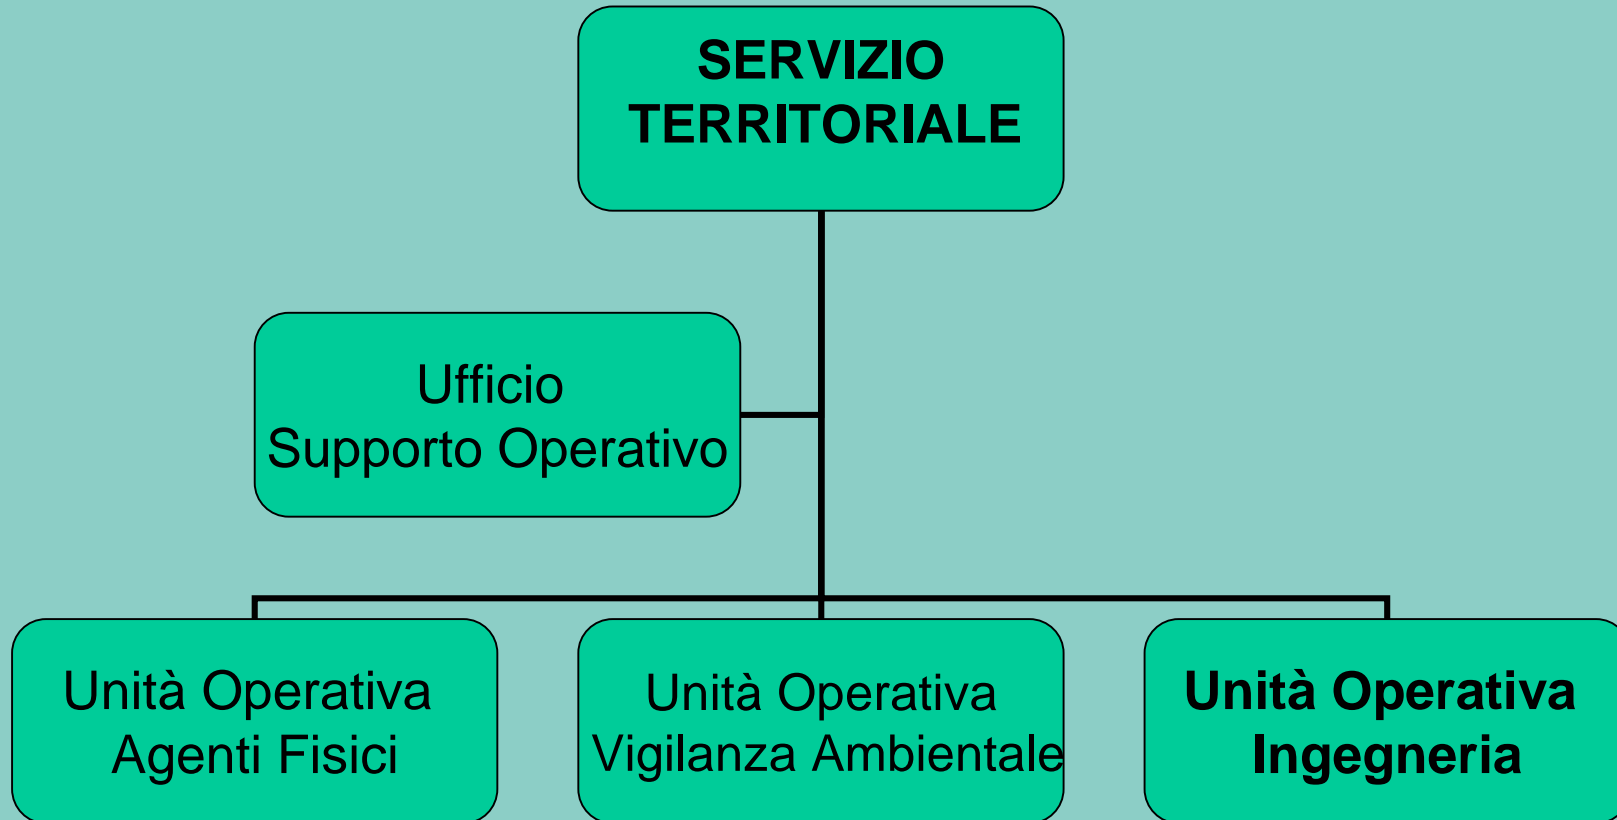 SERVIZIO
TERRITORIALE
Ufficio
Supporto Operativo
Unità Operativa
Agenti Fisici
Unità Operativa
Vigilanza Ambientale
Unità Operativa
Ingegneria